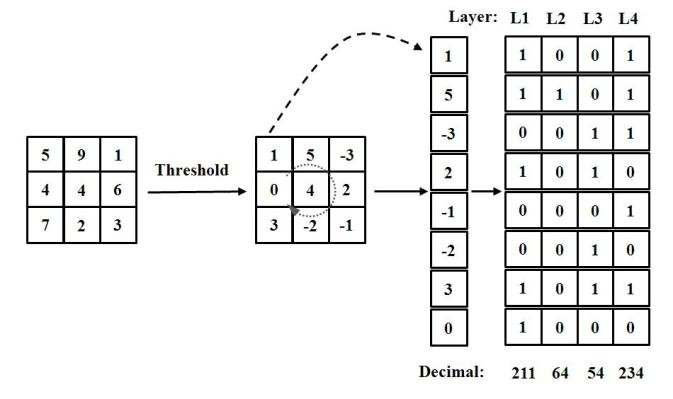 Layer: L1 L2 L3 L4
1 1 0 0 1
5 1 1 0 1
-3 0 0 1 1
5 9 1
1 5 -3
Threshold
2 1 0 1 0
4 4 6
0 4 2
-1 0 0 0 1
7 2 3
3 -2 -1
-2 0 0 1 0
3 1 0 1 1
0 1 0 0 0
Decimal: 211 64 54 234